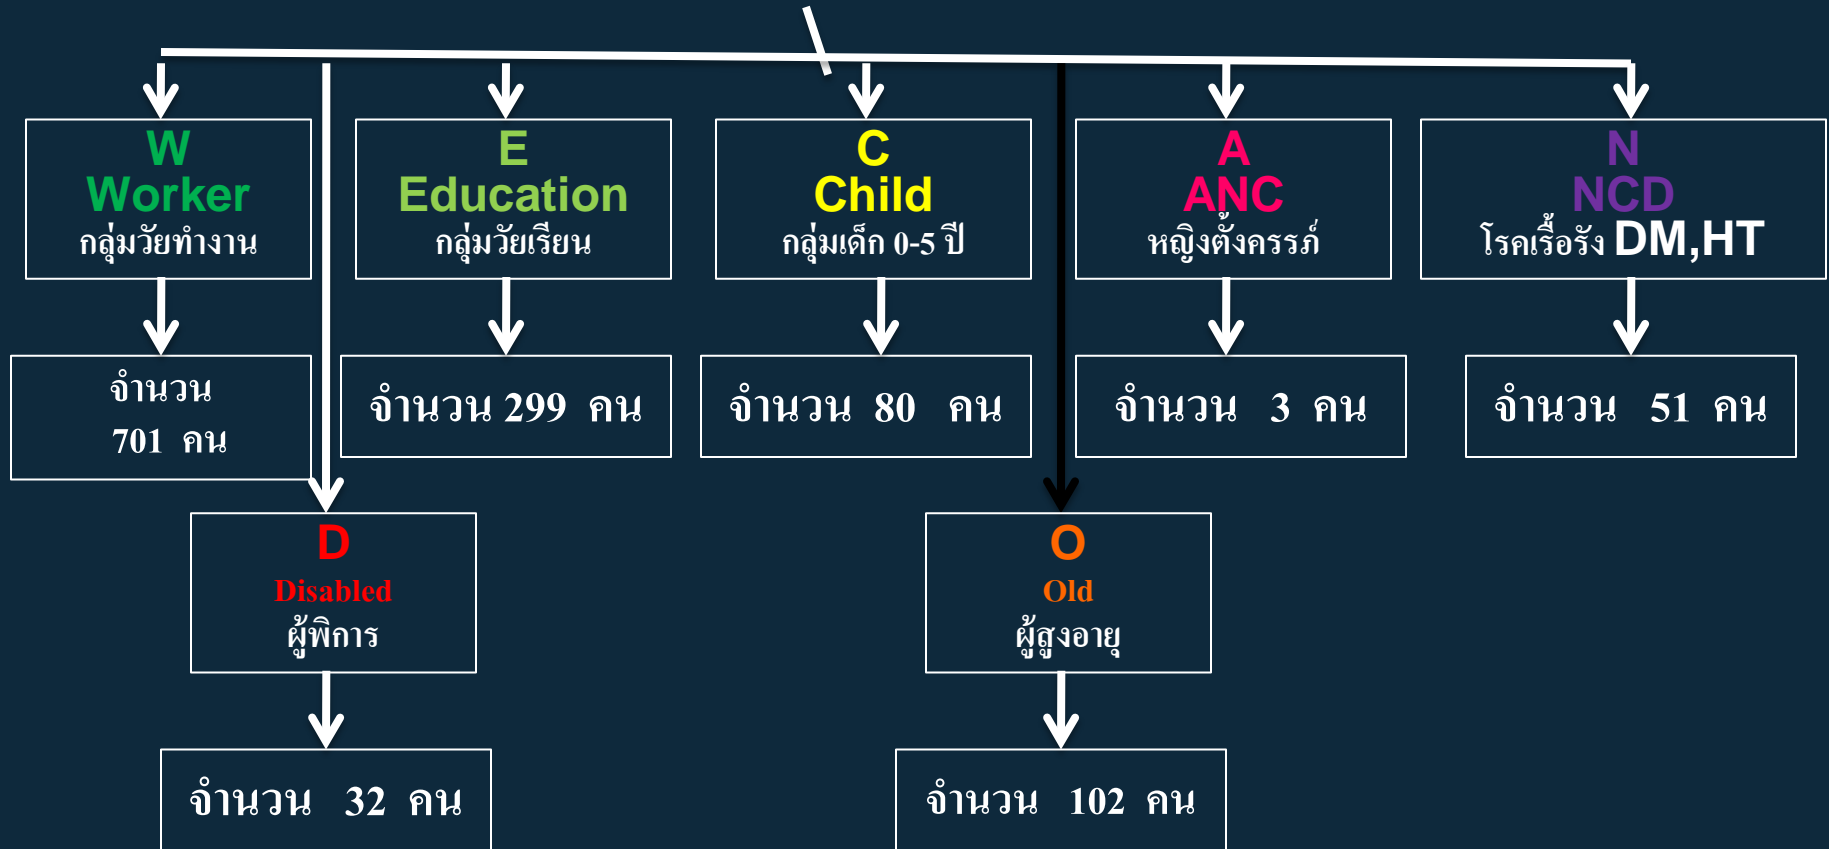 W
Worker
กลุ่มวัยทำงาน
E
Education
กลุ่มวัยเรียน
C
Child
กลุ่มเด็ก 0-5 ปี
A
ANC
หญิงตั้งครรภ์
N
NCD
โรคเรื้อรัง DM,HT
จำนวน
701 คน
จำนวน 299 คน
จำนวน 80 คน
จำนวน 3 คน
จำนวน 51 คน
D
Disabled
ผู้พิการ
O
Old
ผู้สูงอายุ
จำนวน 32 คน
จำนวน 102 คน